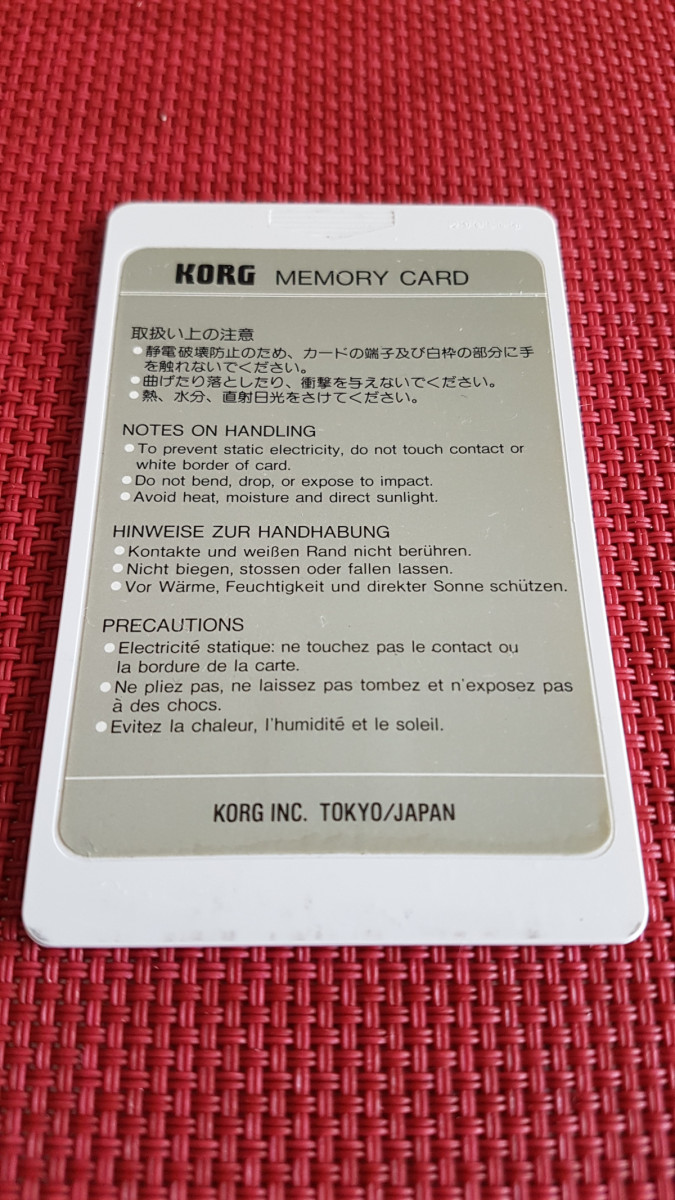 KORG MEMORY CARD
取扱い上の注意
●静電破壊防止のため、カードの端子及び白枠の部分に手
を触れないでください。
●曲げたり落としたり、衝撃を与えないでください。
●熱、水分、直射日光をさけてください。
NOTES ON HANDLING
●To prevent static electricity, do not touch contact or
white border of card.
●Do not bend, drop, or expose to impact.
●Avoid heat, moisture and direct sunlight.
HINWEISE ZUR HANDHABUNG
●Kontakte und weißen Rand nicht berühren.
●Nicht biegen, stossen oder fallen lassen.
●Vor Wärme, Feuchtigkeit und direkter Sonne schützen.
PRECAUTIONS
●Electricité statique: ne touchez pas le contact ou
la bordure de la carte.
●Ne pliez pas, ne laissez pas tombez et n'exposez pas
à des chocs.
●Evitez la chaleur, l'humidité et le soleil.
KORG INC. TOKYO/JAPAN